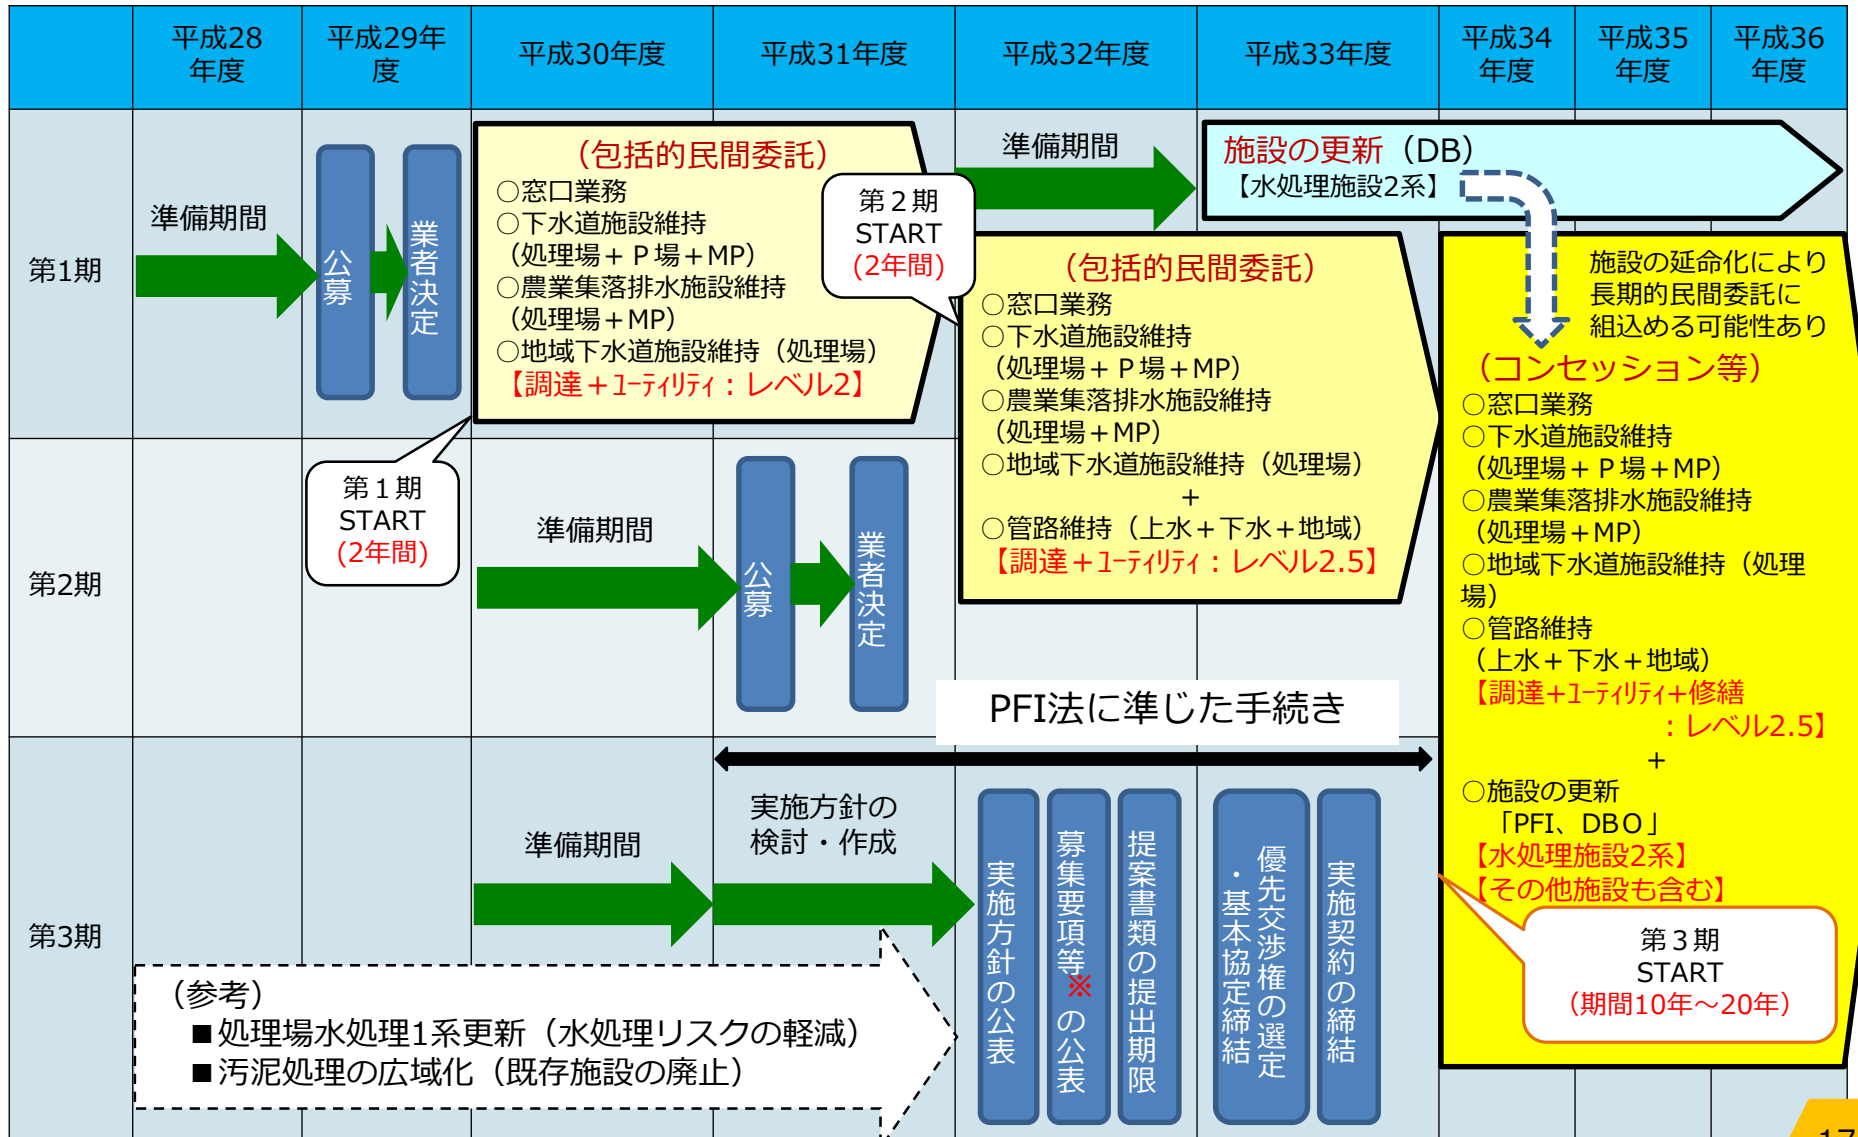 平成28
年度
平成29年
度
平成30年度
平成31年度
平成32年度
平成33年度
平成34
年度
平成35
年度
平成36
年度
第1期
準備期間
公募
業者決定
（包括的民間委託）
○窓口業務
○下水道施設維持
（処理場＋Ｐ場＋MP）
○農業集落排水施設維持
（処理場＋MP）
○地域下水道施設維持（処理場）
【調達＋ﾕｰﾃｨﾘﾃｨ：レベル2】
第２期
START
(2年間)
準備期間
施設の更新（DB）
【水処理施設2系】
（包括的民間委託）
○窓口業務
○下水道施設維持
（処理場＋Ｐ場＋MP）
○農業集落排水施設維持
（処理場＋MP）
○地域下水道施設維持（処理場）
＋
○管路維持（上水＋下水＋地域）
【調達＋ﾕｰﾃｨﾘﾃｨ：レベル2.5】
施設の延命化により
長期的民間委託に
組込める可能性あり
（コンセッション等）
○窓口業務
○下水道施設維持
（処理場＋Ｐ場＋MP）
○農業集落排水施設維持
（処理場＋MP）
○地域下水道施設維持（処理
場）
○管路維持
（上水＋下水＋地域）
【調達+ﾕｰﾃｨﾘﾃｨ+修繕
：レベル2.5】
＋
○施設の更新
「PFI、DBO」
【水処理施設2系】
【その他施設も含む】
第１期
START
(2年間)
第2期
準備期間
公募
業者決定
PFI法に準じた手続き
第3期
準備期間
実施方針の
検討・作成
実施方針の公表
募集要項等※の公表
提案書類の提出期限
優先交渉権の選定
・基本協定締結
実施契約の締結
第３期
START
（期間10年～20年）
（参考）
■処理場水処理1系更新（水処理リスクの軽減）
■汚泥処理の広域化（既存施設の廃止）
17